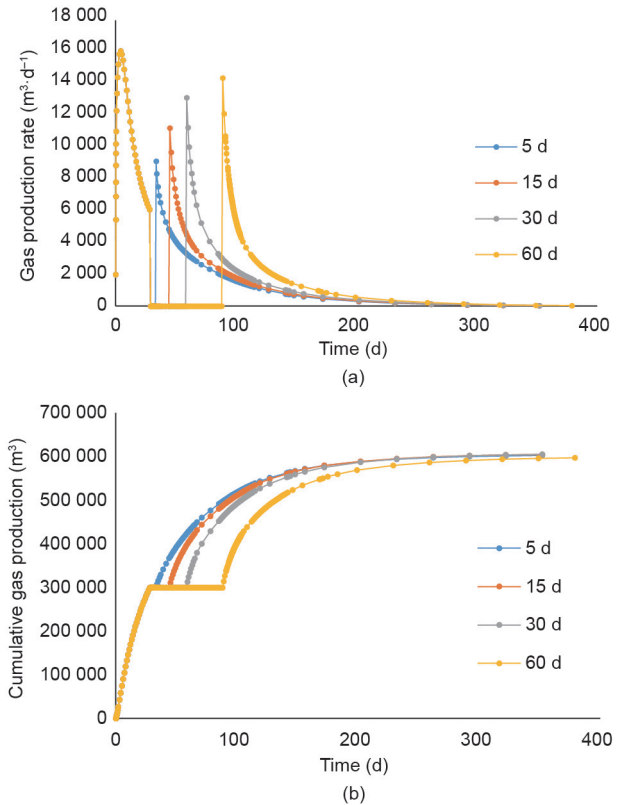 18 000
16 000
14 000
12 000
10 000
8 000
6 000
4 000
2 000
0
Gas production rate (m³·d⁻¹)
5 d
15 d
30 d
60 d
0 100 200 300 400
Time (d)
(a)
700 000
600 000
500 000
400 000
300 000
200 000
100 000
0
Cumulative gas production (m³)
5 d
15 d
30 d
60 d
0 100 200 300 400
Time (d)
(b)